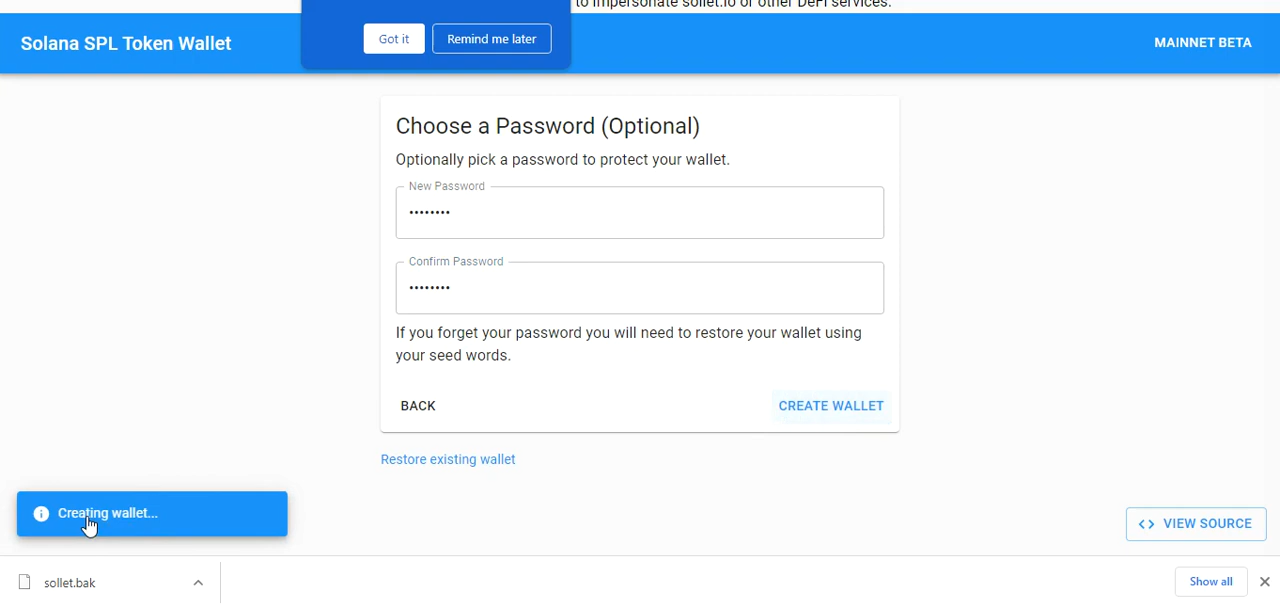 to impersonate sollet.io or other DeFi services.
Got it
Remind me later
Solana SPL Token Wallet
MAINNET BETA
Choose a Password (Optional)
Optionally pick a password to protect your wallet.
New Password
••••••••
Confirm Password
••••••••
If you forget your password you will need to restore your wallet using
your seed words.
BACK
CREATE WALLET
Restore existing wallet
Creating wallet...
<> VIEW SOURCE
sollet.bak
Show all